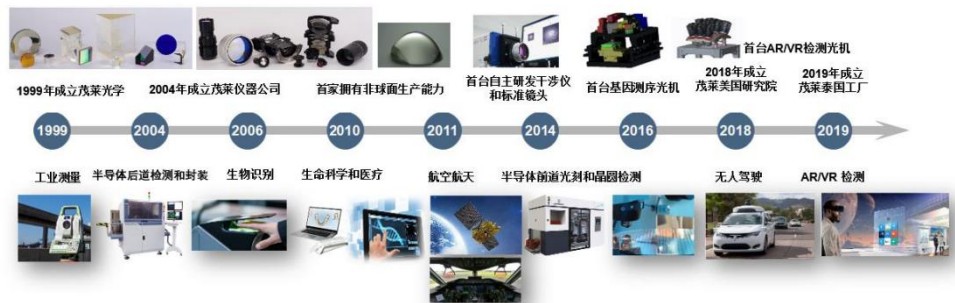 首台AR/VR检测光机
1999年成立茂莱光学
2004年成立茂莱仪器公司
首家拥有非球面生产能力
首台自主研发干涉仪
和标准镜头
首台基因测序光机
2018年成立
茂莱美国研究院
2019年成立
茂莱泰国工厂
1999
2004
2006
2010
2011
2014
2016
2018
2019
工业测量
半导体后道检测和封装
生物识别
生命科学和医疗
航空航天
半导体前道光刻和晶圆检测
无人驾驶
AR/VR 检测